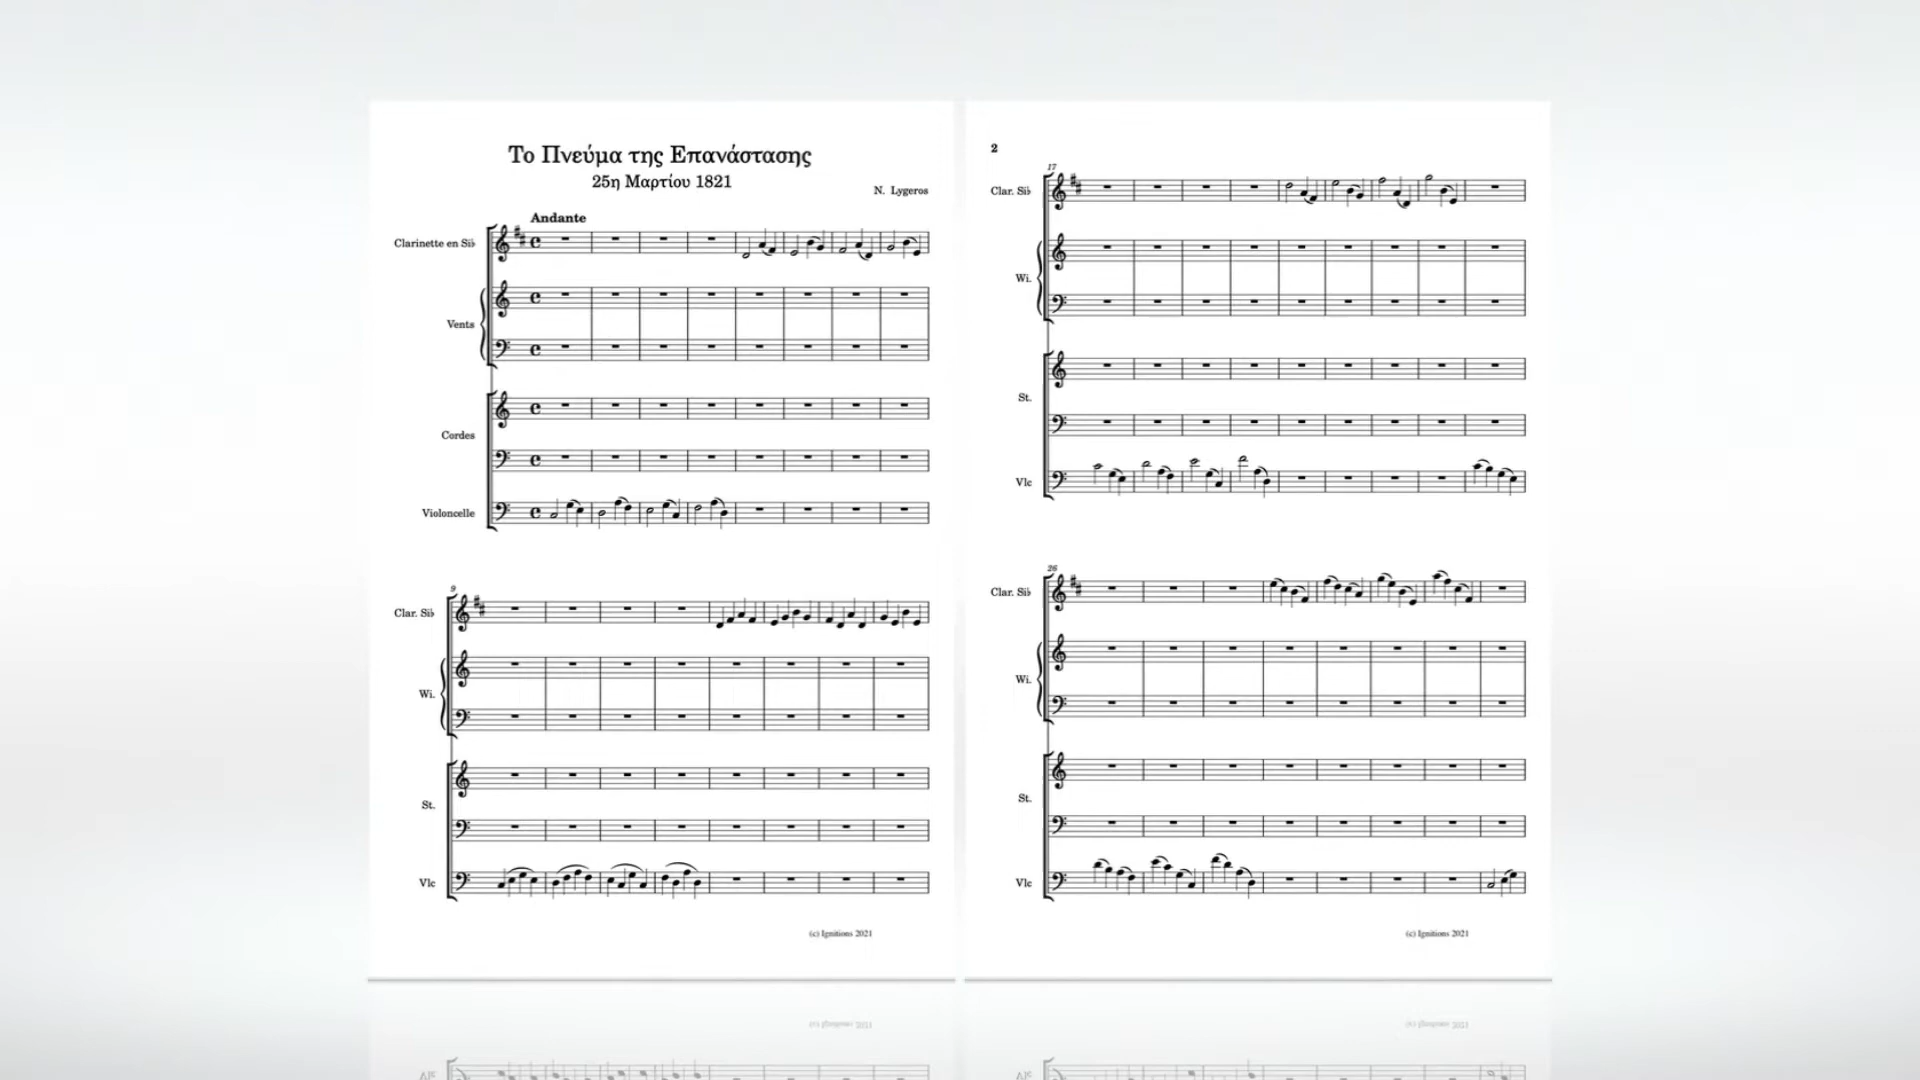 Το Πνεύμα της Επανάστασης
25η Μαρτίου 1821
N. Lygeros
Andante
Clarinette en Si♭
Vents
Cordes
Violoncelle
9
Clar. Si♭
Wi.
St.
Vlc
(c) Ignitions 2021
2
17
Clar. Si♭
Wi.
St.
Vlc
26
Clar. Si♭
Wi.
St.
Vlc
(c) Ignitions 2021